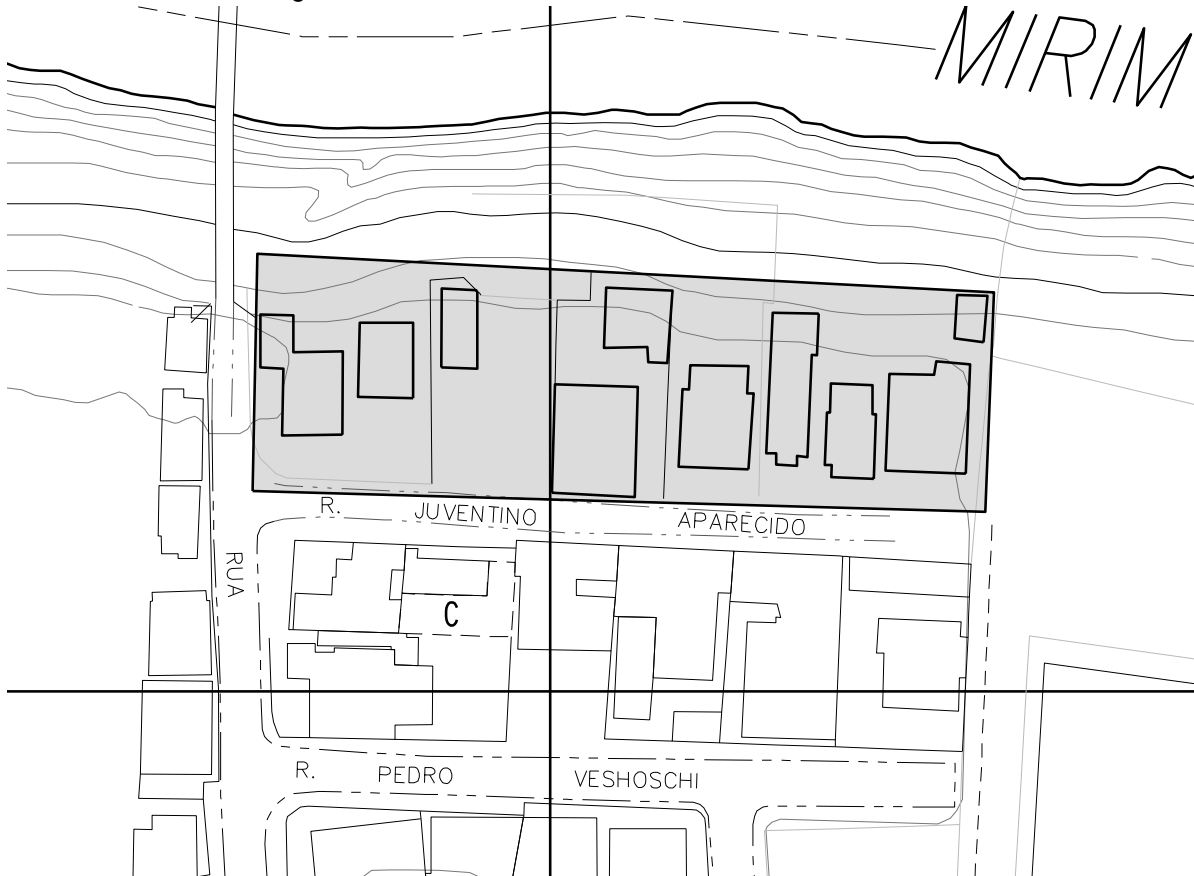 MIRIM
R. JUVENTINO APARECIDO
RUA
C
R. PEDRO VESHOSCHI